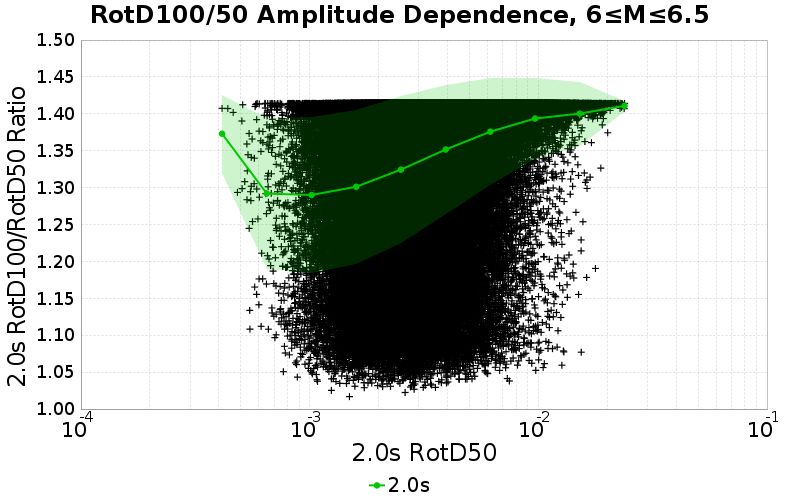 RotD100/50 Amplitude Dependence, 6≤M≤6.5
1.50
1.45
1.40
1.35
1.30
1.25
1.20
1.15
1.10
1.05
1.00
2.0s RotD100/RotD50 Ratio
10-4 10-3 10-2 10-1
2.0s RotD50
2.0s